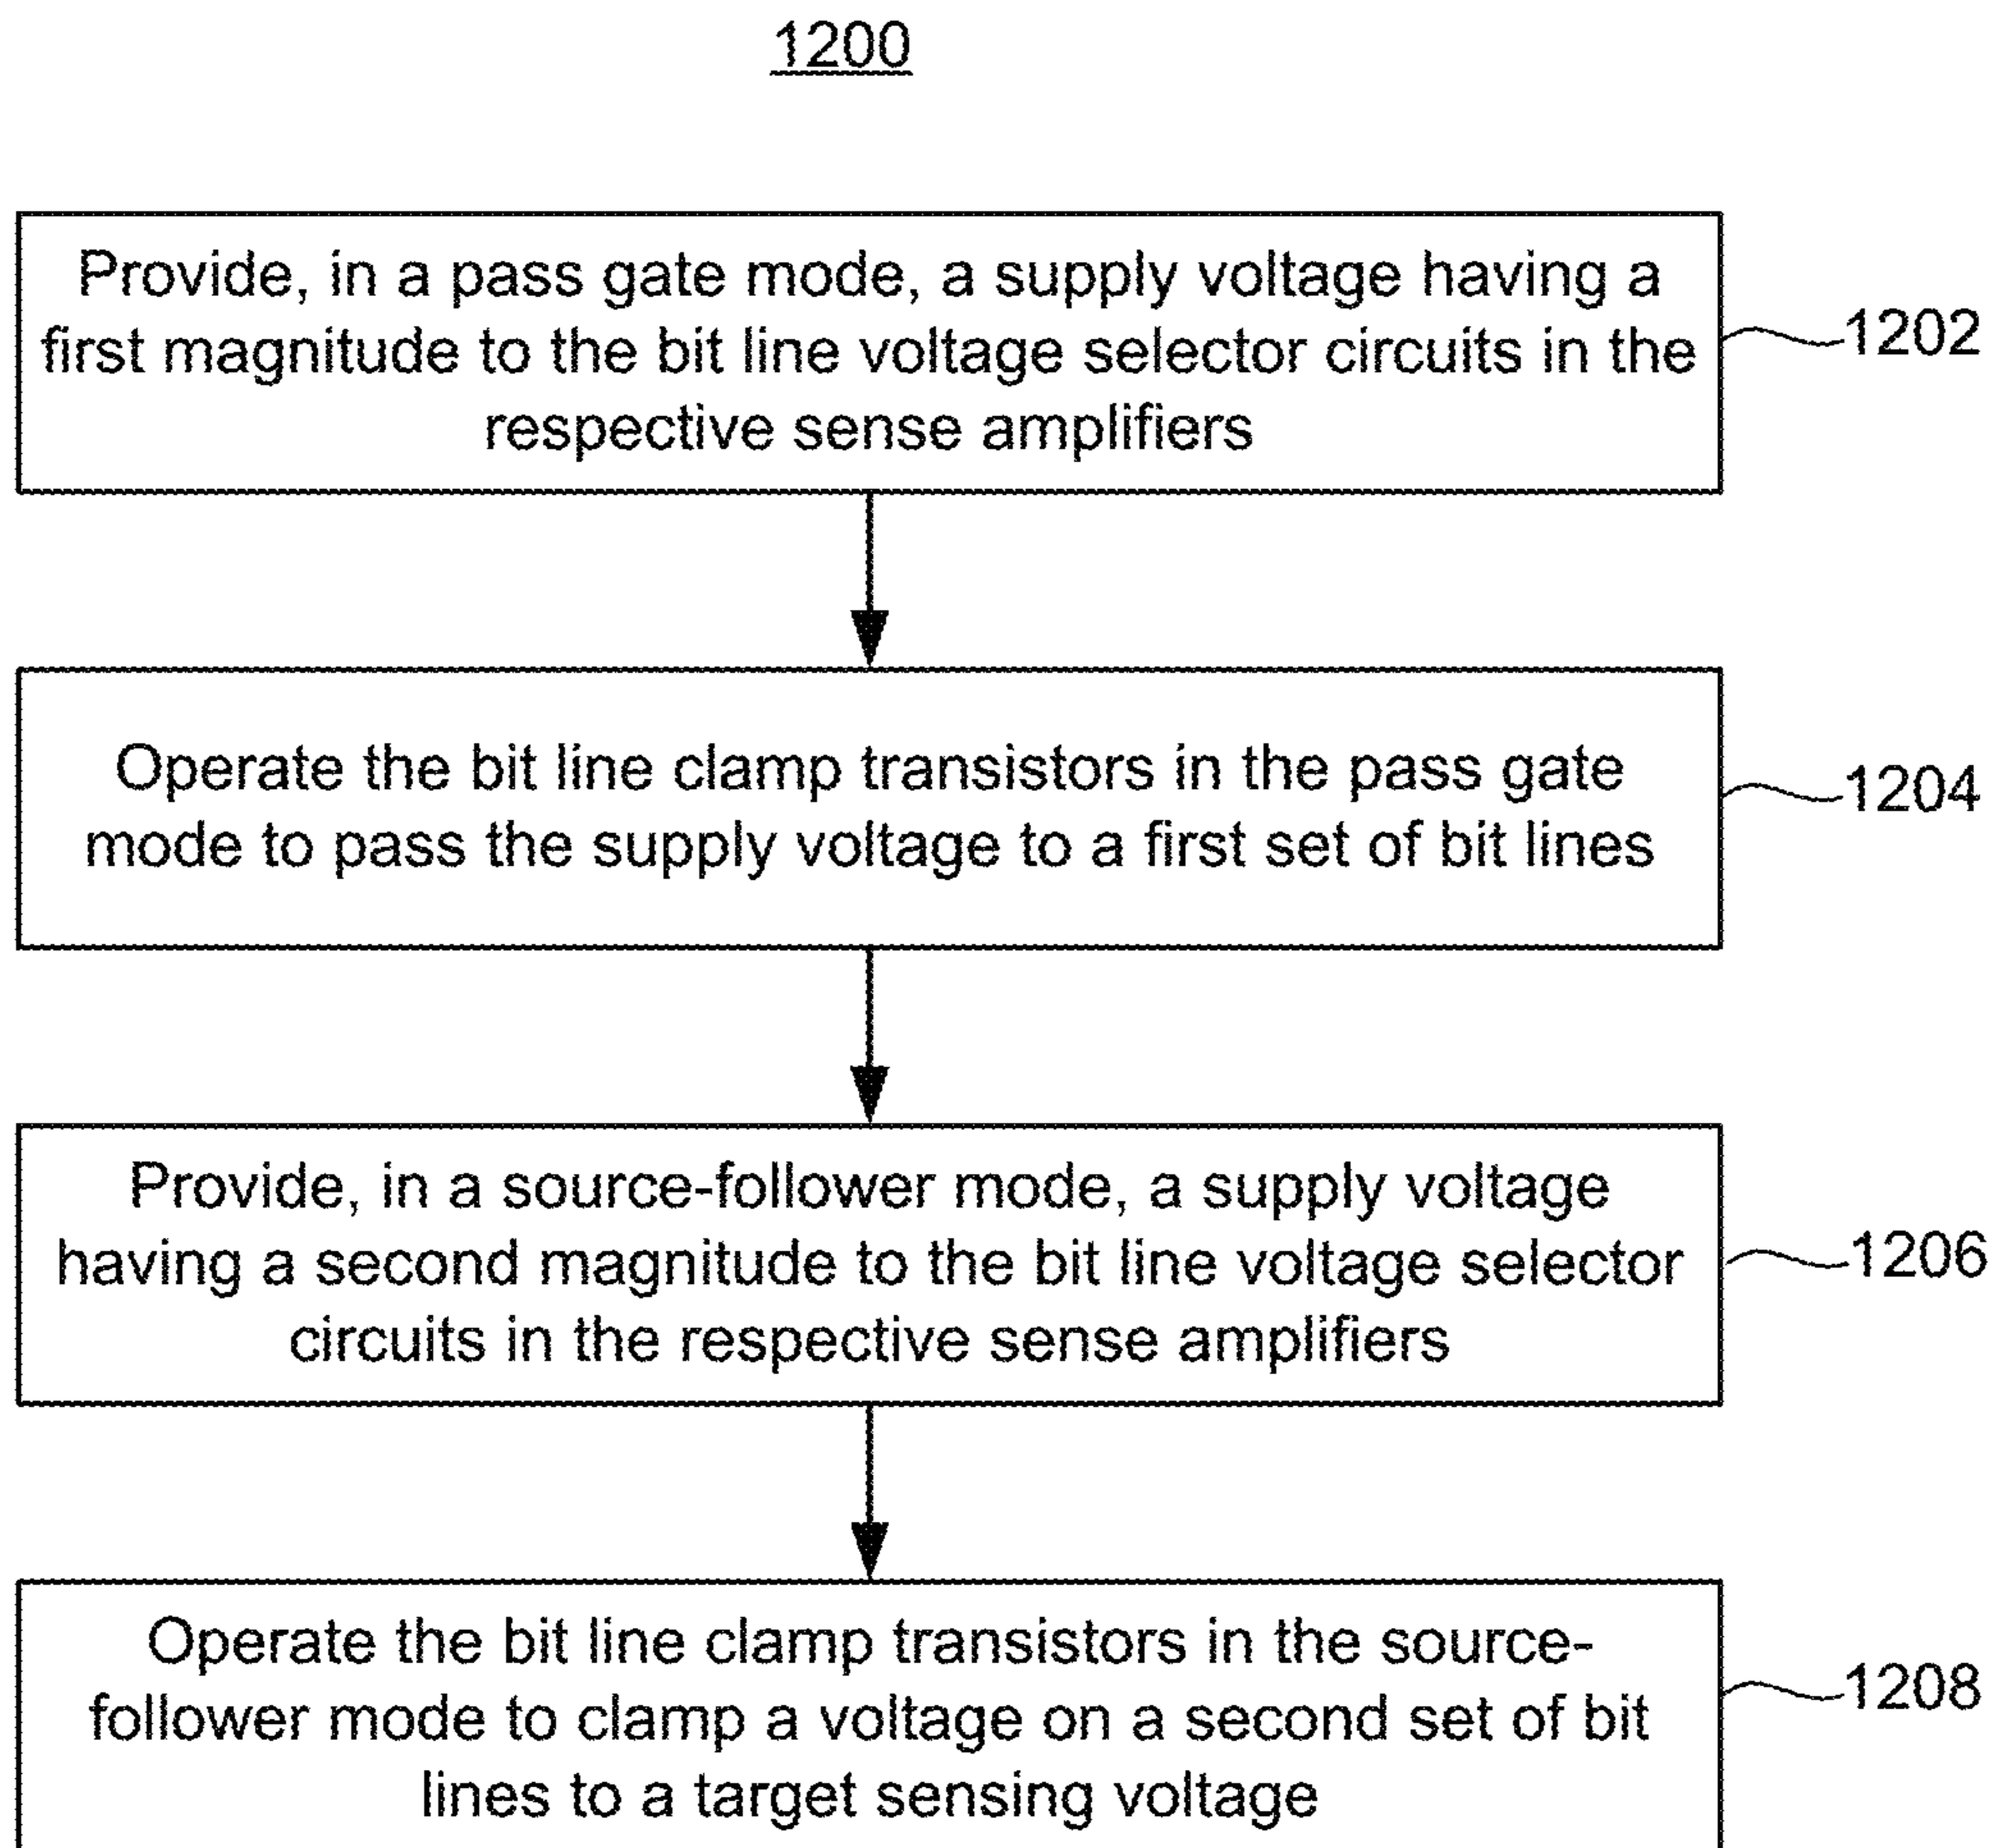 1200
Provide, in a pass gate mode, a supply voltage having a
first magnitude to the bit line voltage selector circuits in the
respective sense amplifiers
1202
Operate the bit line clamp transistors in the pass gate
mode to pass the supply voltage to a first set of bit lines
1204
Provide, in a source-follower mode, a supply voltage
having a second magnitude to the bit line voltage selector
circuits in the respective sense amplifiers
1206
Operate the bit line clamp transistors in the source-
follower mode to clamp a voltage on a second set of bit
lines to a target sensing voltage
1208